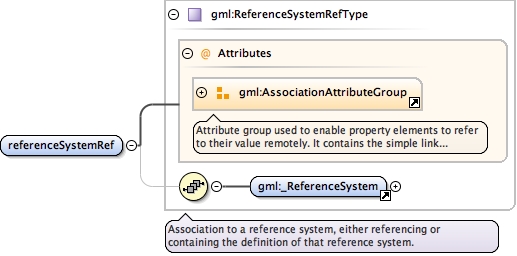 gml:ReferenceSystemRefType
@ Attributes
gml:AssociationAttributeGroup
Attribute group used to enable property elements to refer
to their value remotely. It contains the simple link...
referenceSystemRef
gml:_ReferenceSystem
Association to a reference system, either referencing or
containing the definition of that reference system.